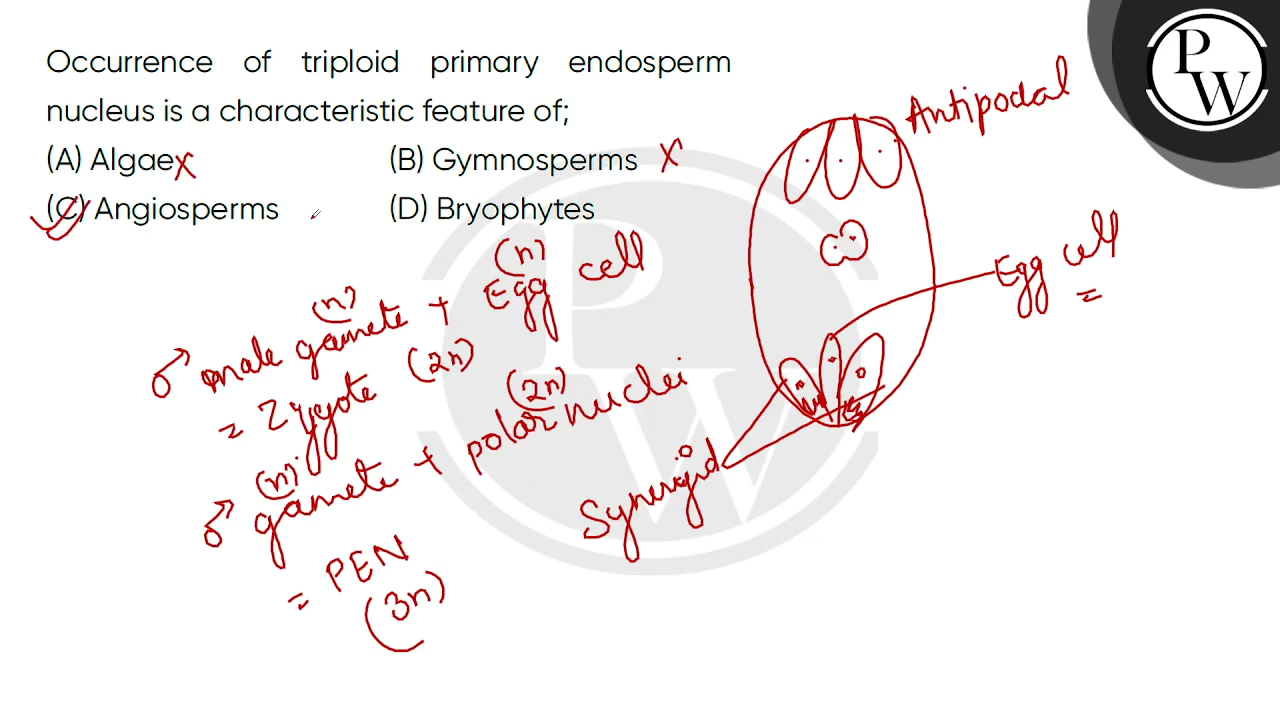 Occurrence of triploid primary endosperm
nucleus is a characteristic feature of;
(A) Algae x (B) Gymnosperms x
(C) Angiosperms (D) Bryophytes
Antipodal
Egg cell
=
(n) (n)
♂ male gamete + Egg cell
= Zygote (2n)
(n) (2n)
♂ gamete + polar nuclei
= PEN
(3n)
Synergid
PW
PW